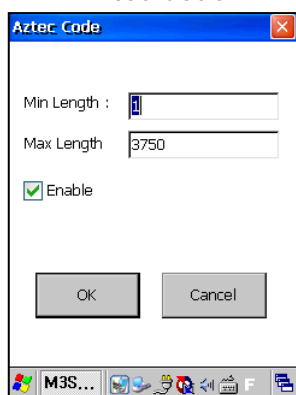 Aztec Code
Min Length : 1
Max Length 3750
Enable
OK Cancel
M3S... F